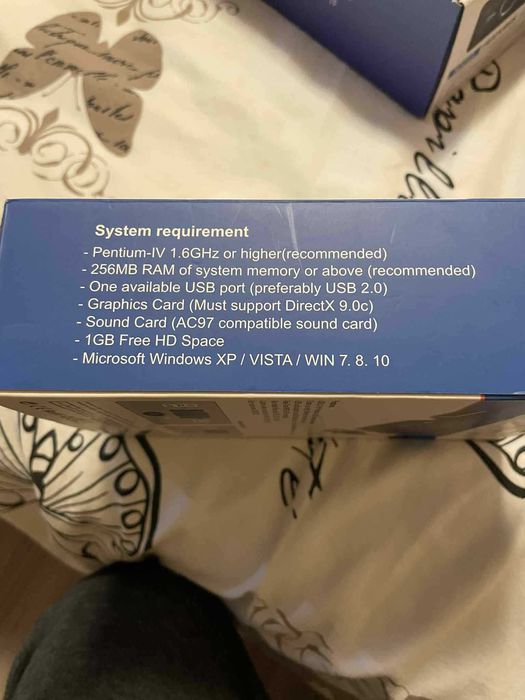 System requirement
- Pentium-IV 1.6GHz or higher(recommended)
- 256MB RAM of system memory or above (recommended)
- One available USB port (preferably USB 2.0)
- Graphics Card (Must support DirectX 9.0c)
- Sound Card (AC97 compatible sound card)
- 1GB Free HD Space
- Microsoft Windows XP / VISTA / WIN 7. 8. 10